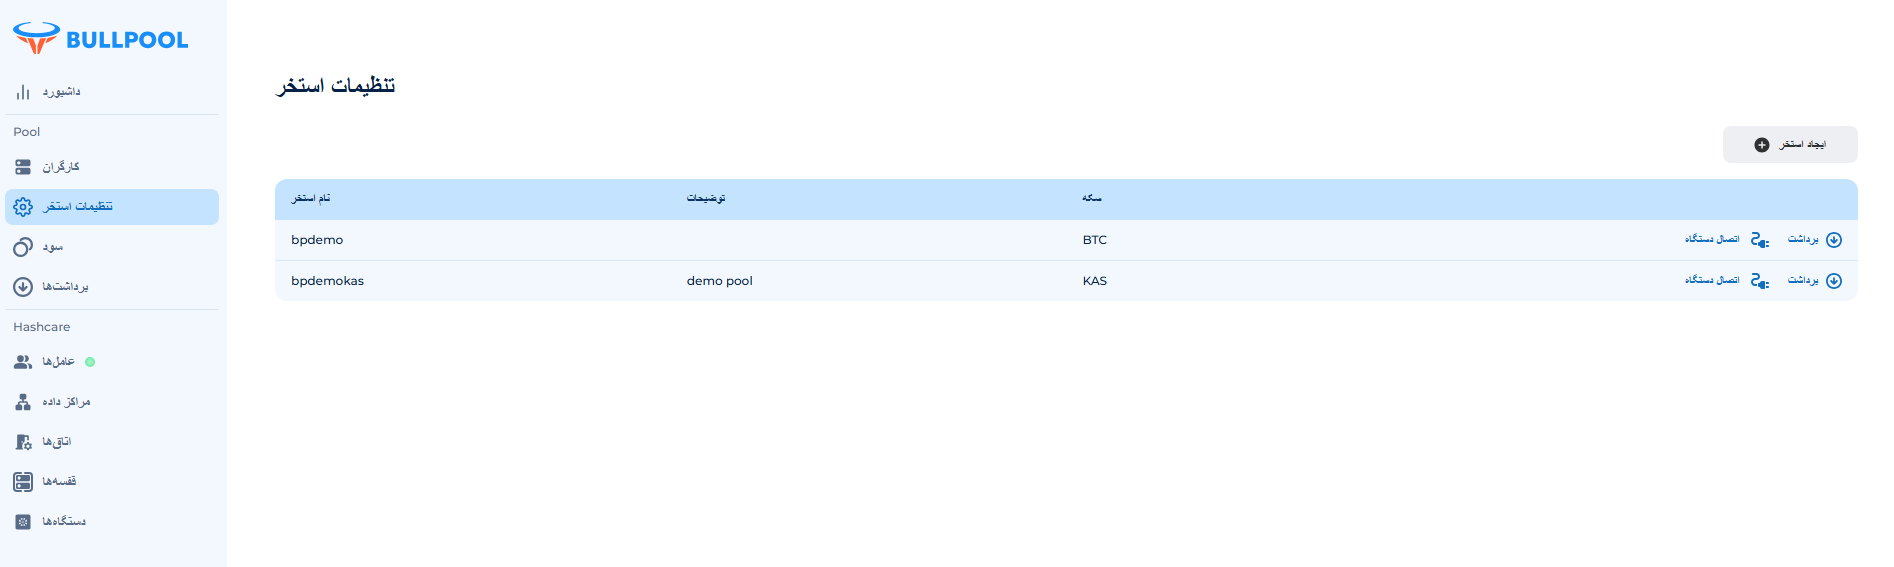 BULLPOOL
داشبورد
Pool
کارگران
تنظیمات استخر
سود
برداشت‌ها
Hashcare
عامل‌ها
مراکز داده
اتاق‌ها
قفسه‌ها
دستگاه‌ها
تنظیمات استخر
ایجاد استخر
نام استخر توضیحات سکه
bpdemo BTC اتصال دستگاه برداشت
bpdemokas demo pool KAS اتصال دستگاه برداشت